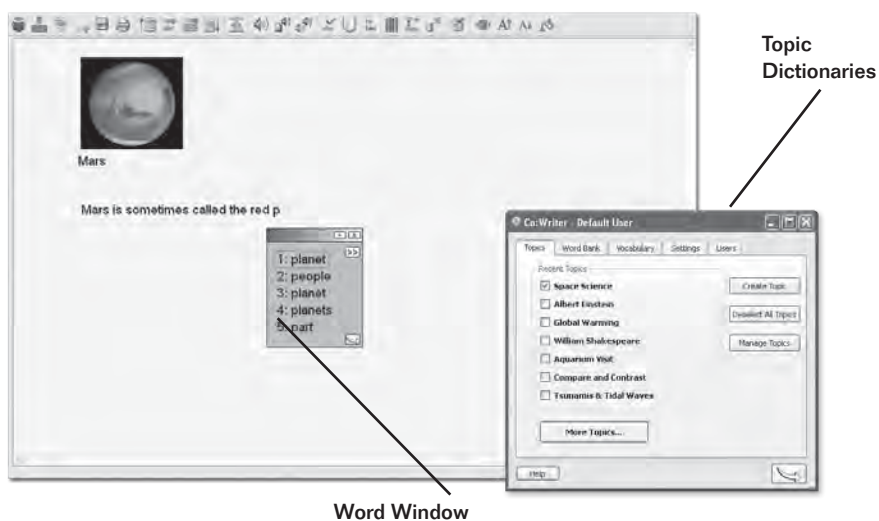 Topic
Dictionaries
Mars
Mars is sometimes called the red p
1: planet
2: people
3: planet
4: planets
5: part
Co:Writer - Default User
Topics Word Bank Vocabulary Settings Users
Recent Topics
Space Science
Create Topic
Albert Einstein
Deselect All Topics
Global Warming
William Shakespeare
Manage Topics
Aquarium Visit
Compare and Contrast
Tsunamis & Tidal Waves
More Topics...
Help
Word Window